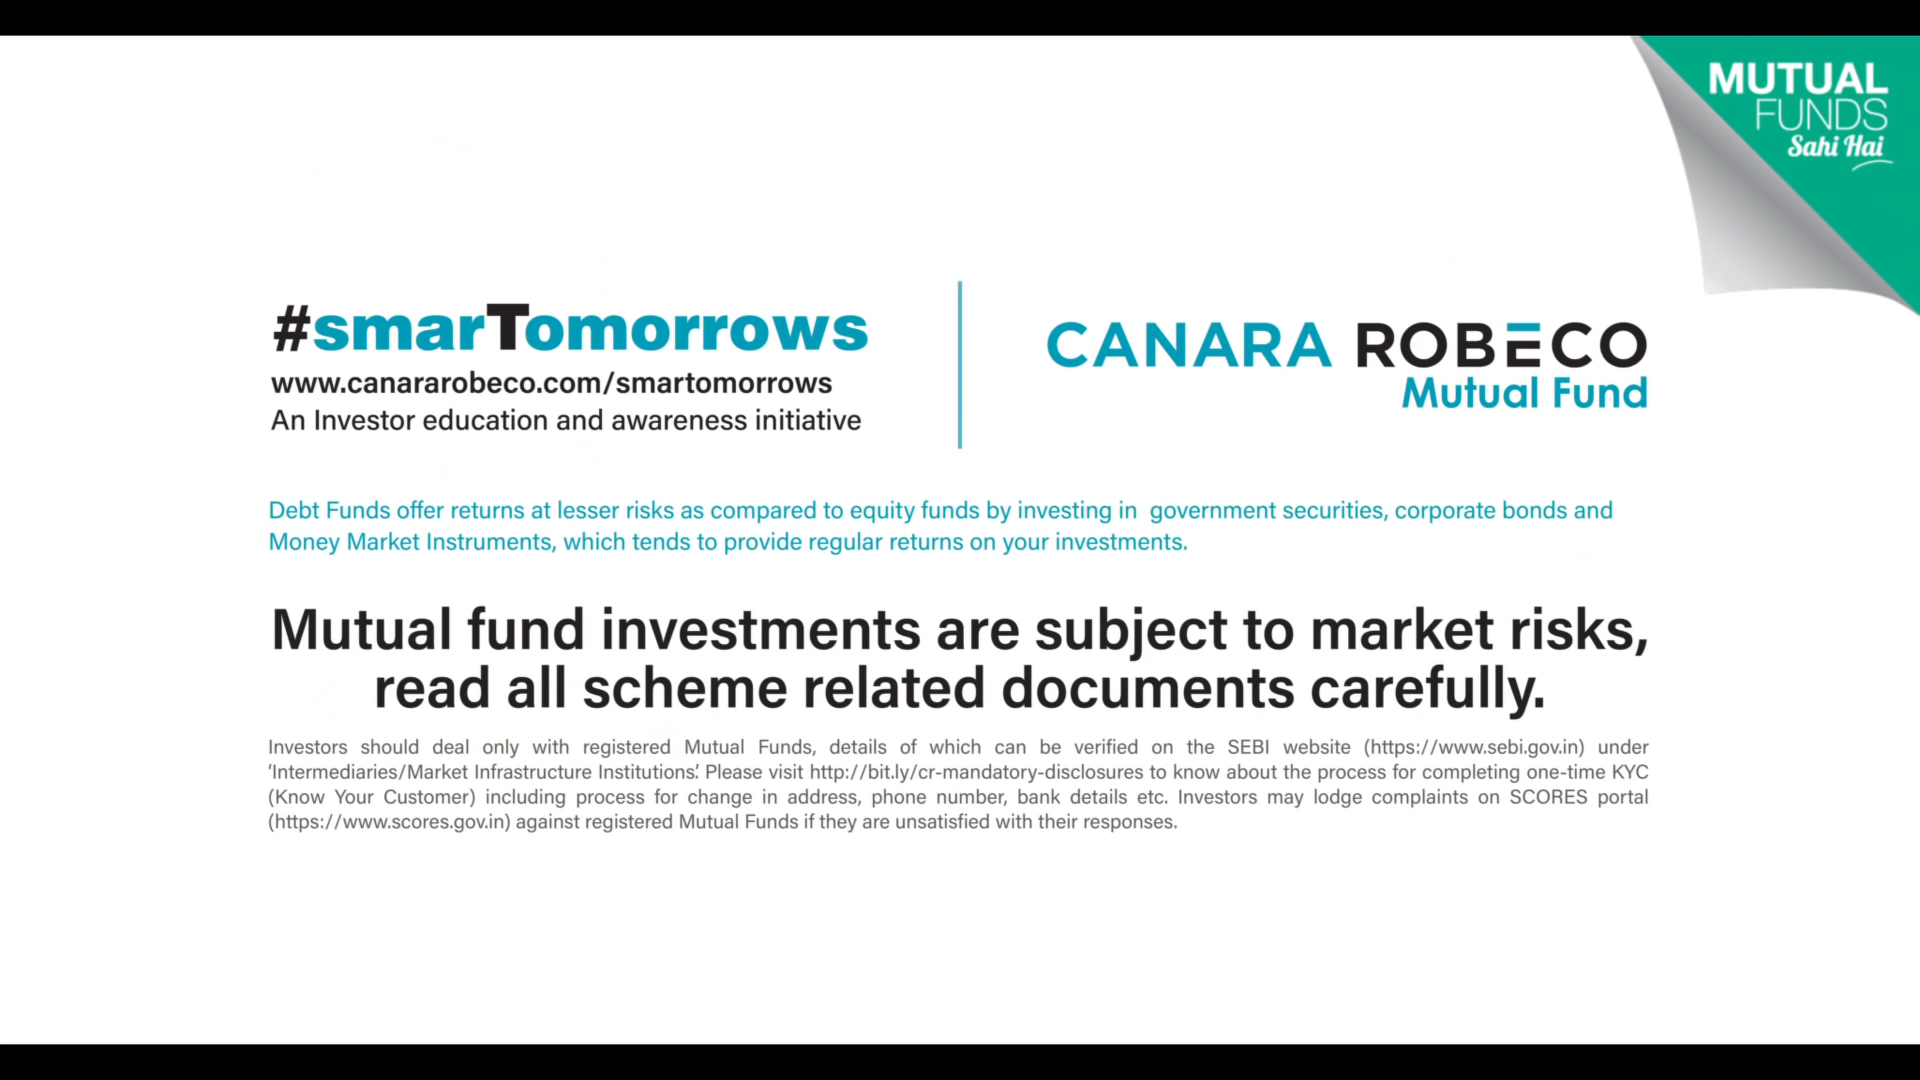 MUTUAL
FUNDS
Sahi Hai
#smarTomorrows
www.canararobeco.com/smartomorrows
An Investor education and awareness initiative
CANARA ROBECO
Mutual Fund
Debt Funds offer returns at lesser risks as compared to equity funds by investing in government securities, corporate bonds and
Money Market Instruments, which tends to provide regular returns on your investments.
Mutual fund investments are subject to market risks,
read all scheme related documents carefully.
Investors should deal only with registered Mutual Funds, details of which can be verified on the SEBI website (https://www.sebi.gov.in) under
'Intermediaries/Market Infrastructure Institutions'. Please visit http://bit.ly/cr-mandatory-disclosures to know about the process for completing one-time KYC
(Know Your Customer) including process for change in address, phone number, bank details etc. Investors may lodge complaints on SCORES portal
(https://www.scores.gov.in) against registered Mutual Funds if they are unsatisfied with their responses.